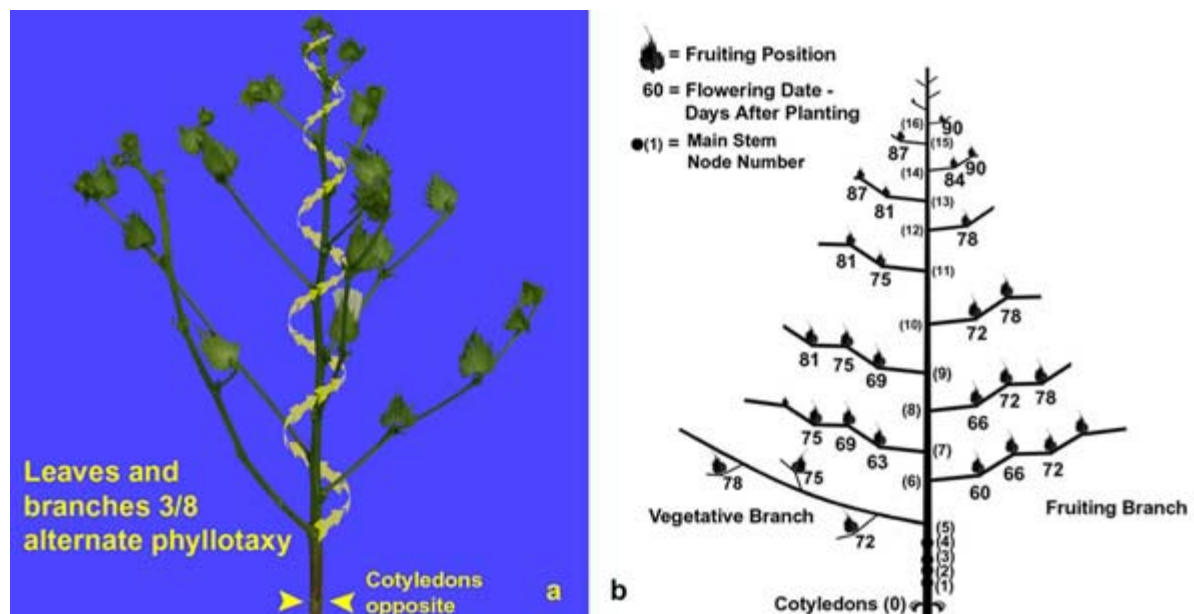 Leaves and
branches 3/8
alternate phyllotaxy
Cotyledons
opposite
a
= Fruiting Position
60 = Flowering Date -
Days After Planting
(1) = Main Stem
Node Number
(16) 90
87 (15)
(14) 84 90
87 81 (13)
(12) 78
81 75 (11)
(10) 72 78
81 75 69 (9)
(8) 66 72 78
75 69 63 (7)
(6) 60 66 72
78 75 72 (5)
Vegetative Branch
Fruiting Branch
(4)
(3)
(2)
(1)
b
Cotyledons (0)